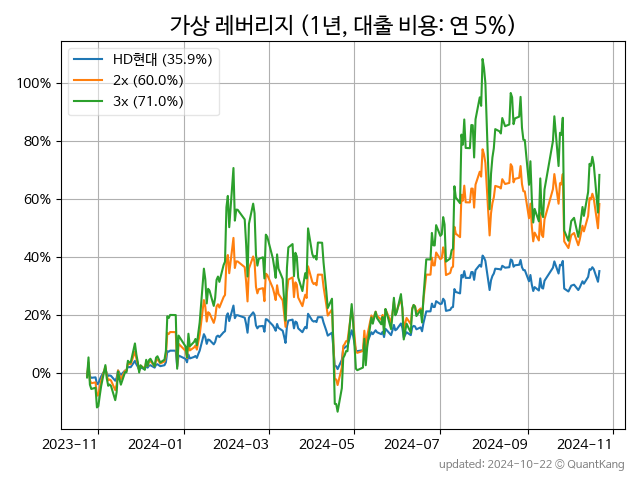 가상 레버리지 (1년, 대출 비용: 연 5%)
HD현대 (35.9%)
2x (60.0%)
3x (71.0%)
100%
80%
60%
40%
20%
0%
2023-11
2024-01
2024-03
2024-05
2024-07
2024-09
2024-11
updated: 2024-10-22 © QuantKang